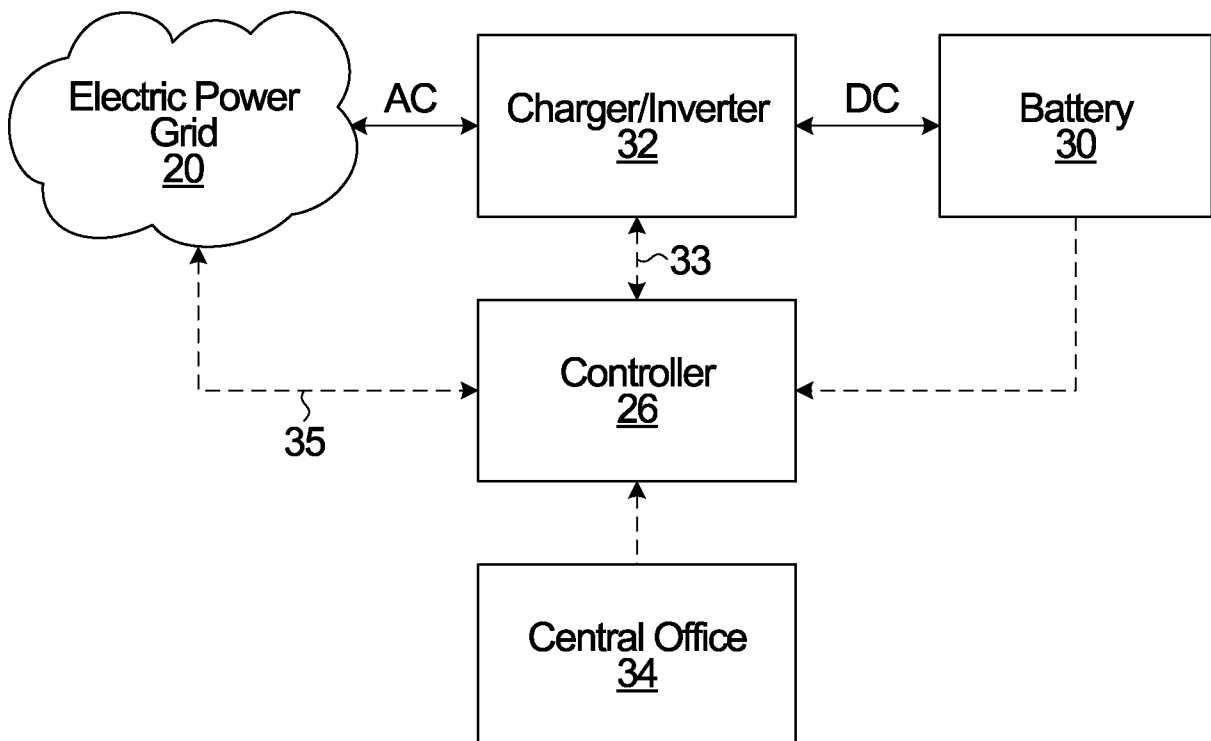 Electric Power
Grid
20
AC
Charger/Inverter
32
DC
Battery
30
33
Controller
26
35
Central Office
34